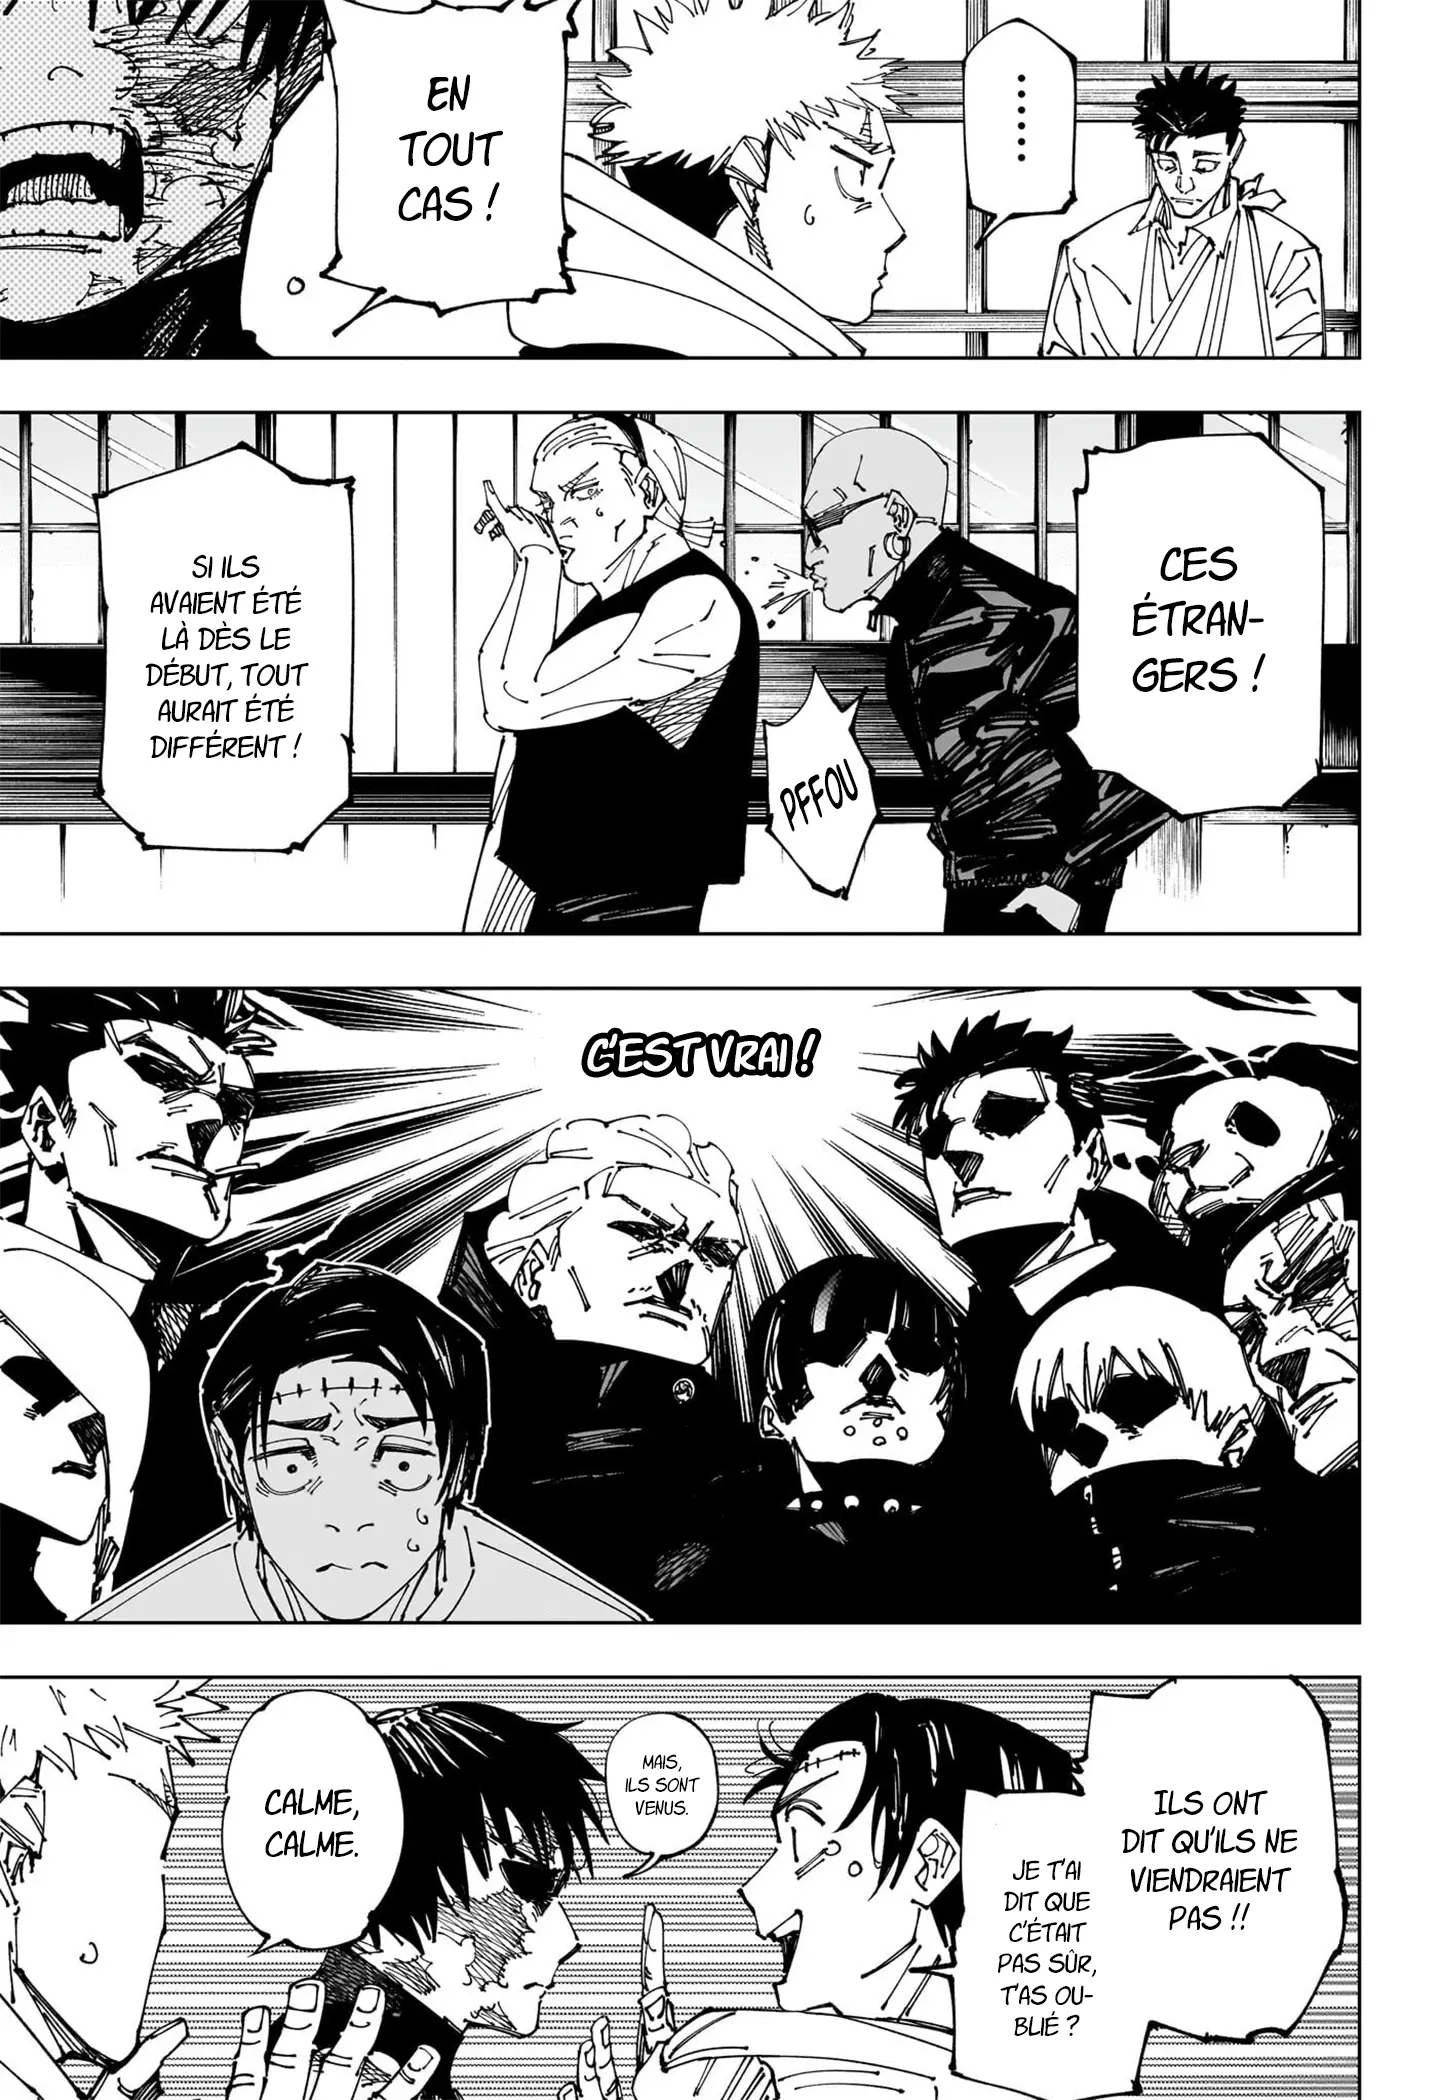 ......
EN
TOUT
CAS !
CES
ÉTRAN-
GERS !
PFFOU
SI ILS
AVAIENT ÉTÉ
LÀ DÈS LE
DÉBUT, TOUT
AURAIT ÉTÉ
DIFFÉRENT !
C'EST VRAI !
ILS ONT
DIT QU'ILS NE
VIENDRAIENT
PAS !!
JE T'AI
DIT QUE
C'ÉTAIT
PAS SÛR,
T'AS OU-
BLIÉ ?
MAIS,
ILS SONT
VENUS.
CALME,
CALME.